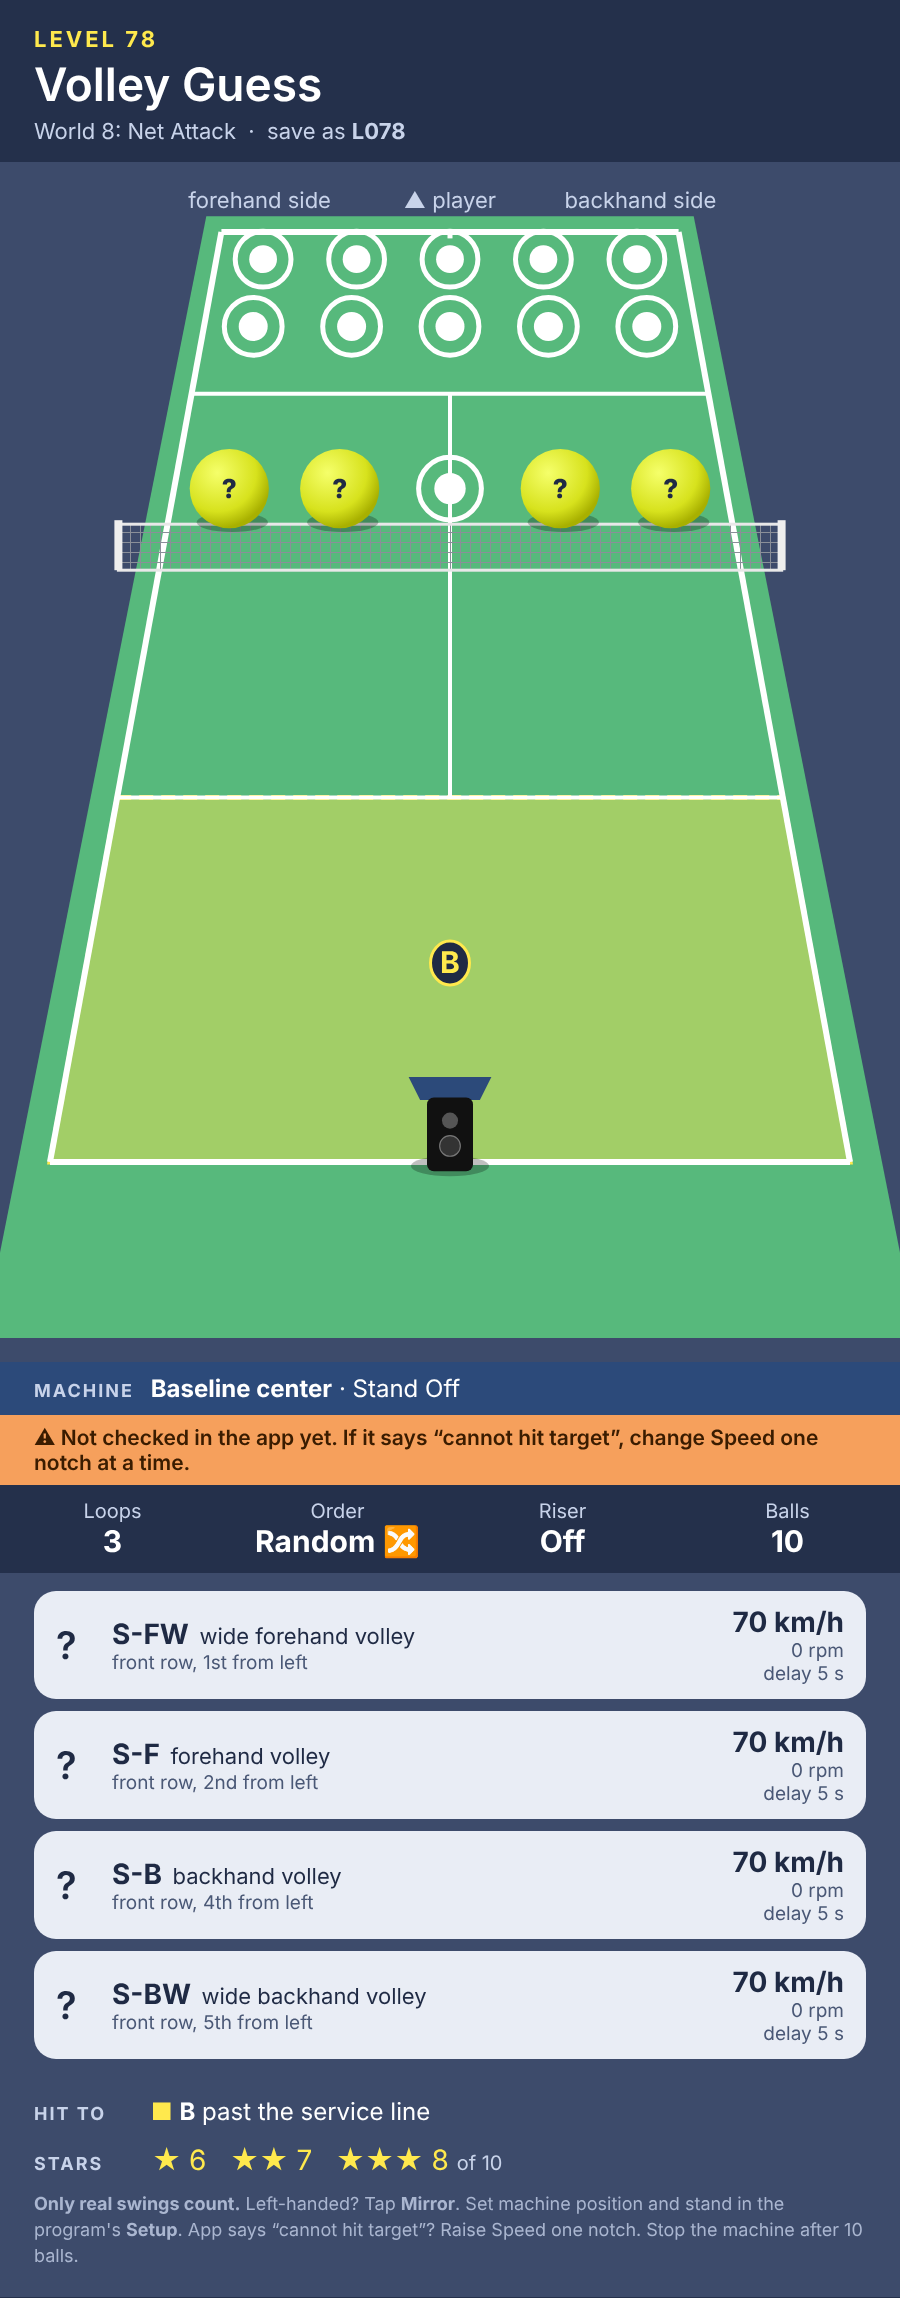 LEVEL 78
Volley Guess
World 8: Net Attack · save as L078
forehand side ▲ player backhand side
? ? ? ?
B
MACHINE Baseline center · Stand Off
⚠ Not checked in the app yet. If it says “cannot hit target”, change Speed one
notch at a time.
Loops Order Riser Balls
3 Random 🔀 Off 10
? S-FW wide forehand volley 70 km/h
front row, 1st from left 0 rpm
delay 5 s
? S-F forehand volley 70 km/h
front row, 2nd from left 0 rpm
delay 5 s
? S-B backhand volley 70 km/h
front row, 4th from left 0 rpm
delay 5 s
? S-BW wide backhand volley 70 km/h
front row, 5th from left 0 rpm
delay 5 s
HIT TO ■ B past the service line
STARS ★ 6 ★★ 7 ★★★ 8 of 10
Only real swings count. Left-handed? Tap Mirror. Set machine position and stand in the
program's Setup. App says “cannot hit target”? Raise Speed one notch. Stop the machine after 10
balls.